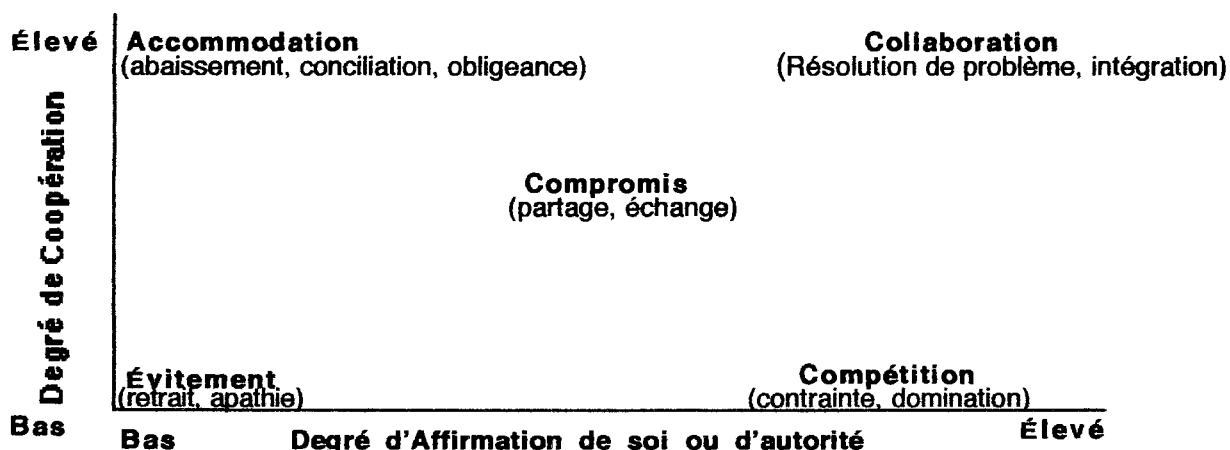 Élevé
Accommodation
(abaissement, conciliation, obligeance)
Collaboration
(Résolution de problème, intégration)
Degré de Coopération
Compromis
(partage, échange)
Évitement
(retrait, apathie)
Compétition
(contrainte, domination)
Bas
Bas
Degré d'Affirmation de soi ou d'autorité
Élevé